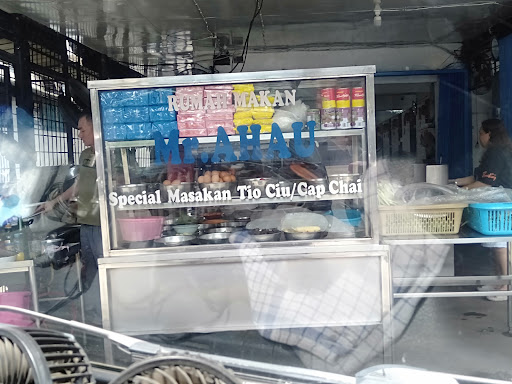 RUMAH MAKAN
Mr.AHAU
Special Masakan Tio Ciu/Cap Chai